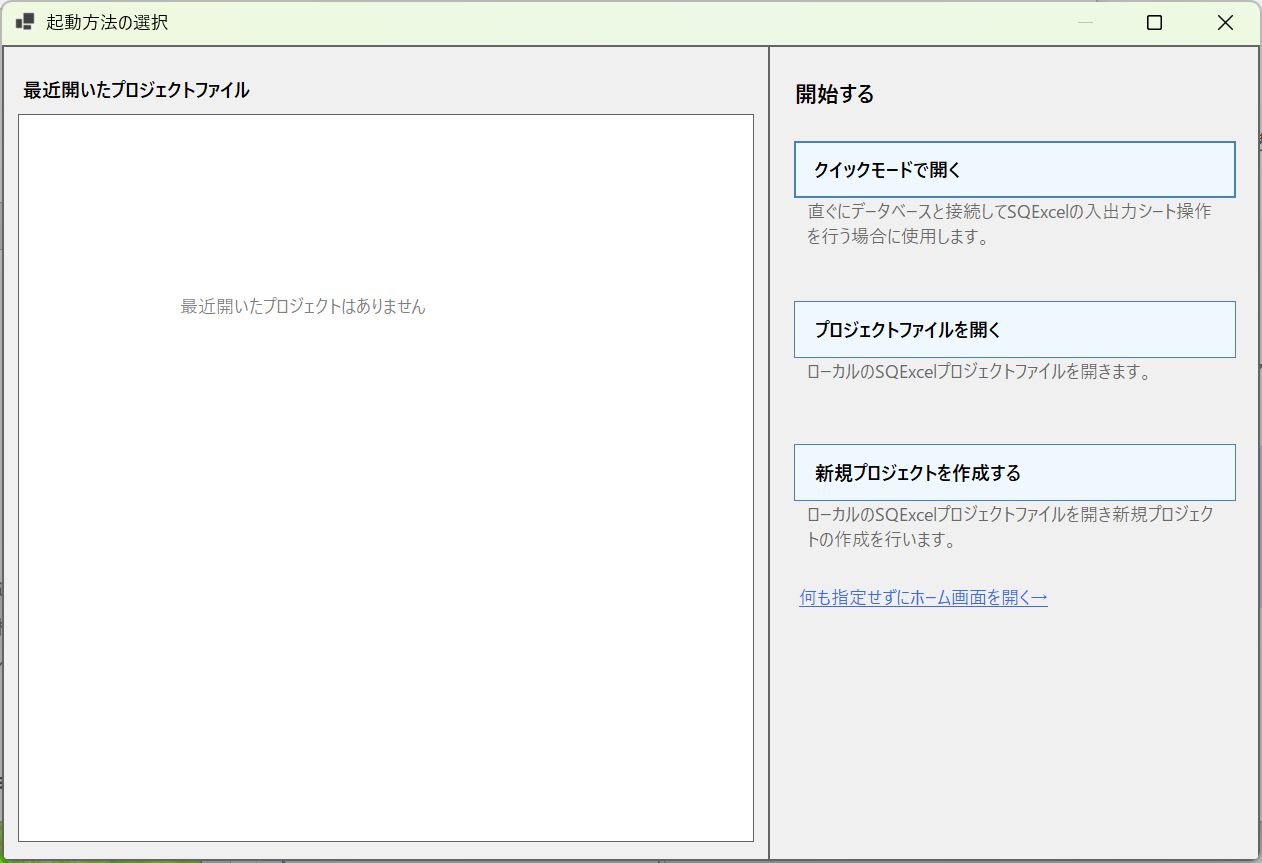 起動方法の選択
最近開いたプロジェクトファイル
最近開いたプロジェクトはありません
開始する
クイックモードで開く
直ぐにデータベースと接続してSQExcelの入出力シート操作
を行う場合に使用します。
プロジェクトファイルを開く
ローカルのSQExcelプロジェクトファイルを開きます。
新規プロジェクトを作成する
ローカルのSQExcelプロジェクトファイルを開き新規プロジェク
トの作成を行います。
何も指定せずにホーム画面を開く→